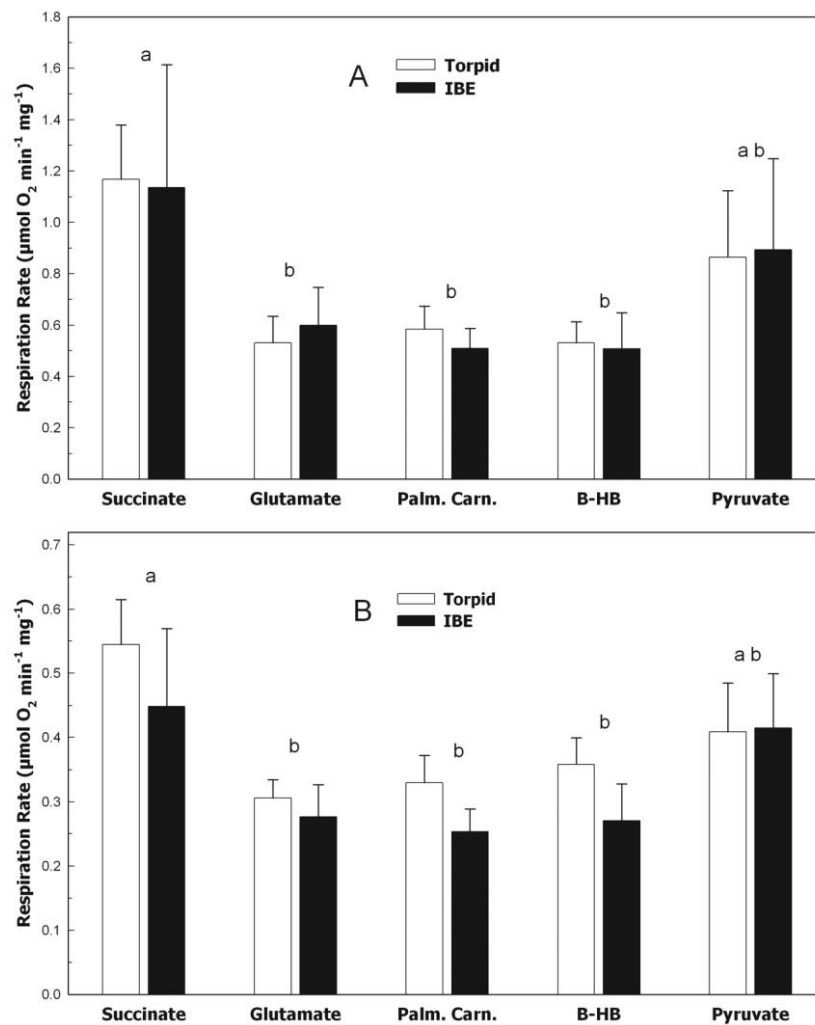 Respiration Rate (µmol O₂ min⁻¹ mg⁻¹)
1.8
1.6
1.4
1.2
1.0
0.8
0.6
0.4
0.2
0.0
A
Torpid
IBE
a
b
b
b
a b
Succinate Glutamate Palm. Carn. B-HB Pyruvate
Respiration Rate (µmol O₂ min⁻¹ mg⁻¹)
0.7
0.6
0.5
0.4
0.3
0.2
0.1
0.0
B
Torpid
IBE
a
b
b
b
a b
Succinate Glutamate Palm. Carn. B-HB Pyruvate